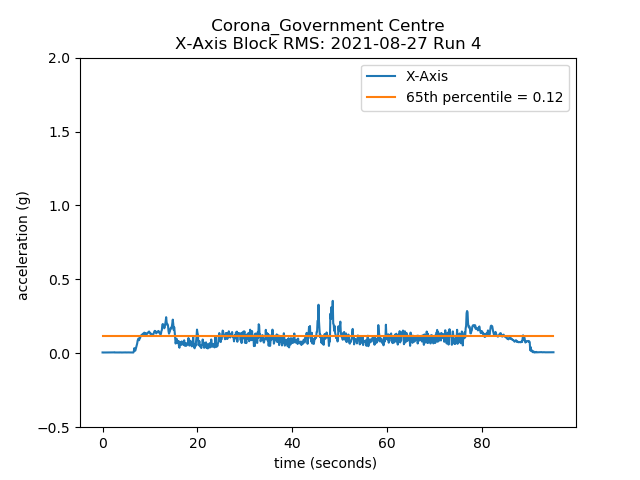 Corona_Government Centre
X-Axis Block RMS: 2021-08-27 Run 4
2.0
1.5
1.0
0.5
0.0
−0.5
acceleration (g)
X-Axis
65th percentile = 0.12
0 20 40 60 80
time (seconds)